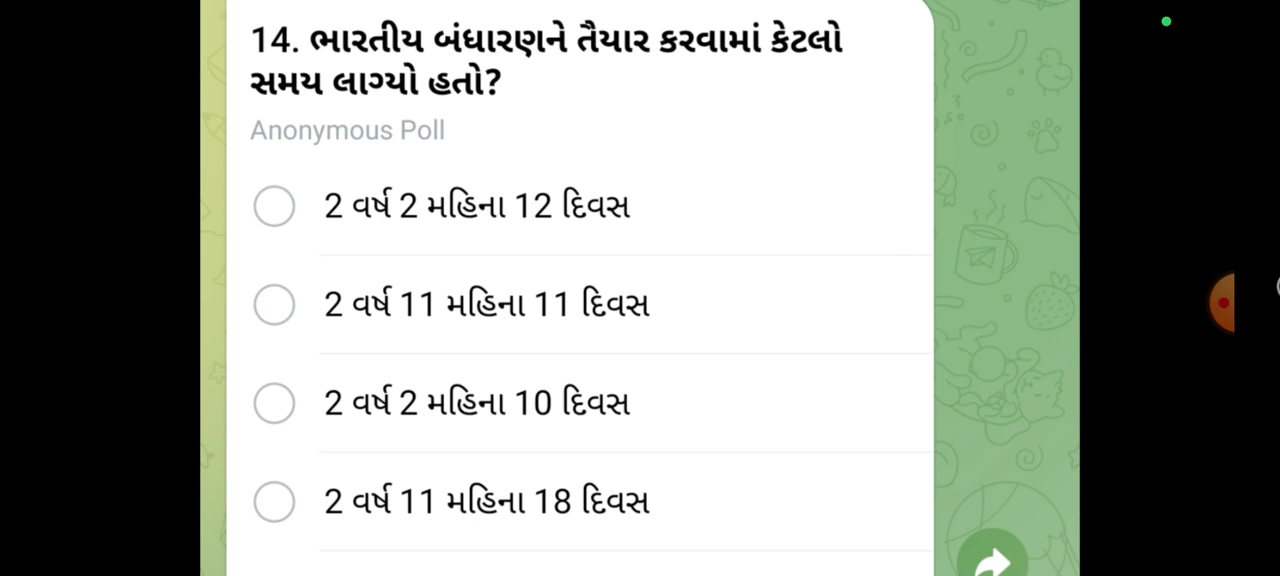 14. ભારતીય બંધારણને તૈયાર કરવામાં કેટલો
સમય લાગ્યો હતો?
Anonymous Poll
2 વર્ષ 2 મહિના 12 દિવસ
2 વર્ષ 11 મહિના 11 દિવસ
2 વર્ષ 2 મહિના 10 દિવસ
2 વર્ષ 11 મહિના 18 દિવસ